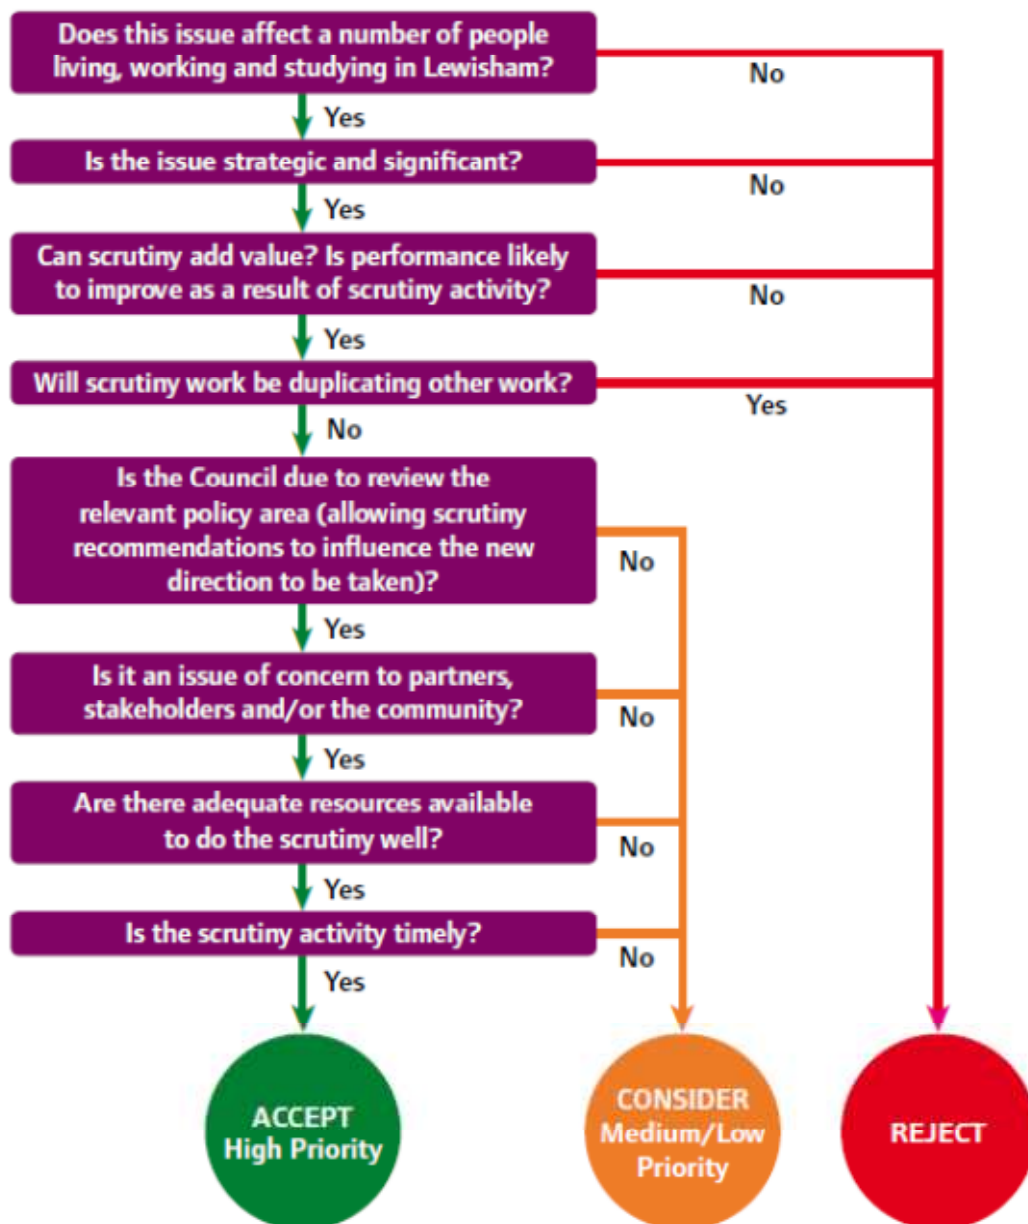 Does this issue affect a number of people
living, working and studying in Lewisham?
No
Yes
Is the issue strategic and significant?
No
Yes
Can scrutiny add value? Is performance likely
to improve as a result of scrutiny activity?
No
Yes
Will scrutiny work be duplicating other work?
Yes
No
Is the Council due to review the
relevant policy area (allowing scrutiny
recommendations to influence the new
direction to be taken)?
No
Yes
Is it an issue of concern to partners,
stakeholders and/or the community?
No
Yes
Are there adequate resources available
to do the scrutiny well?
No
Yes
Is the scrutiny activity timely?
No
Yes
ACCEPT
High Priority
CONSIDER
Medium/Low
Priority
REJECT